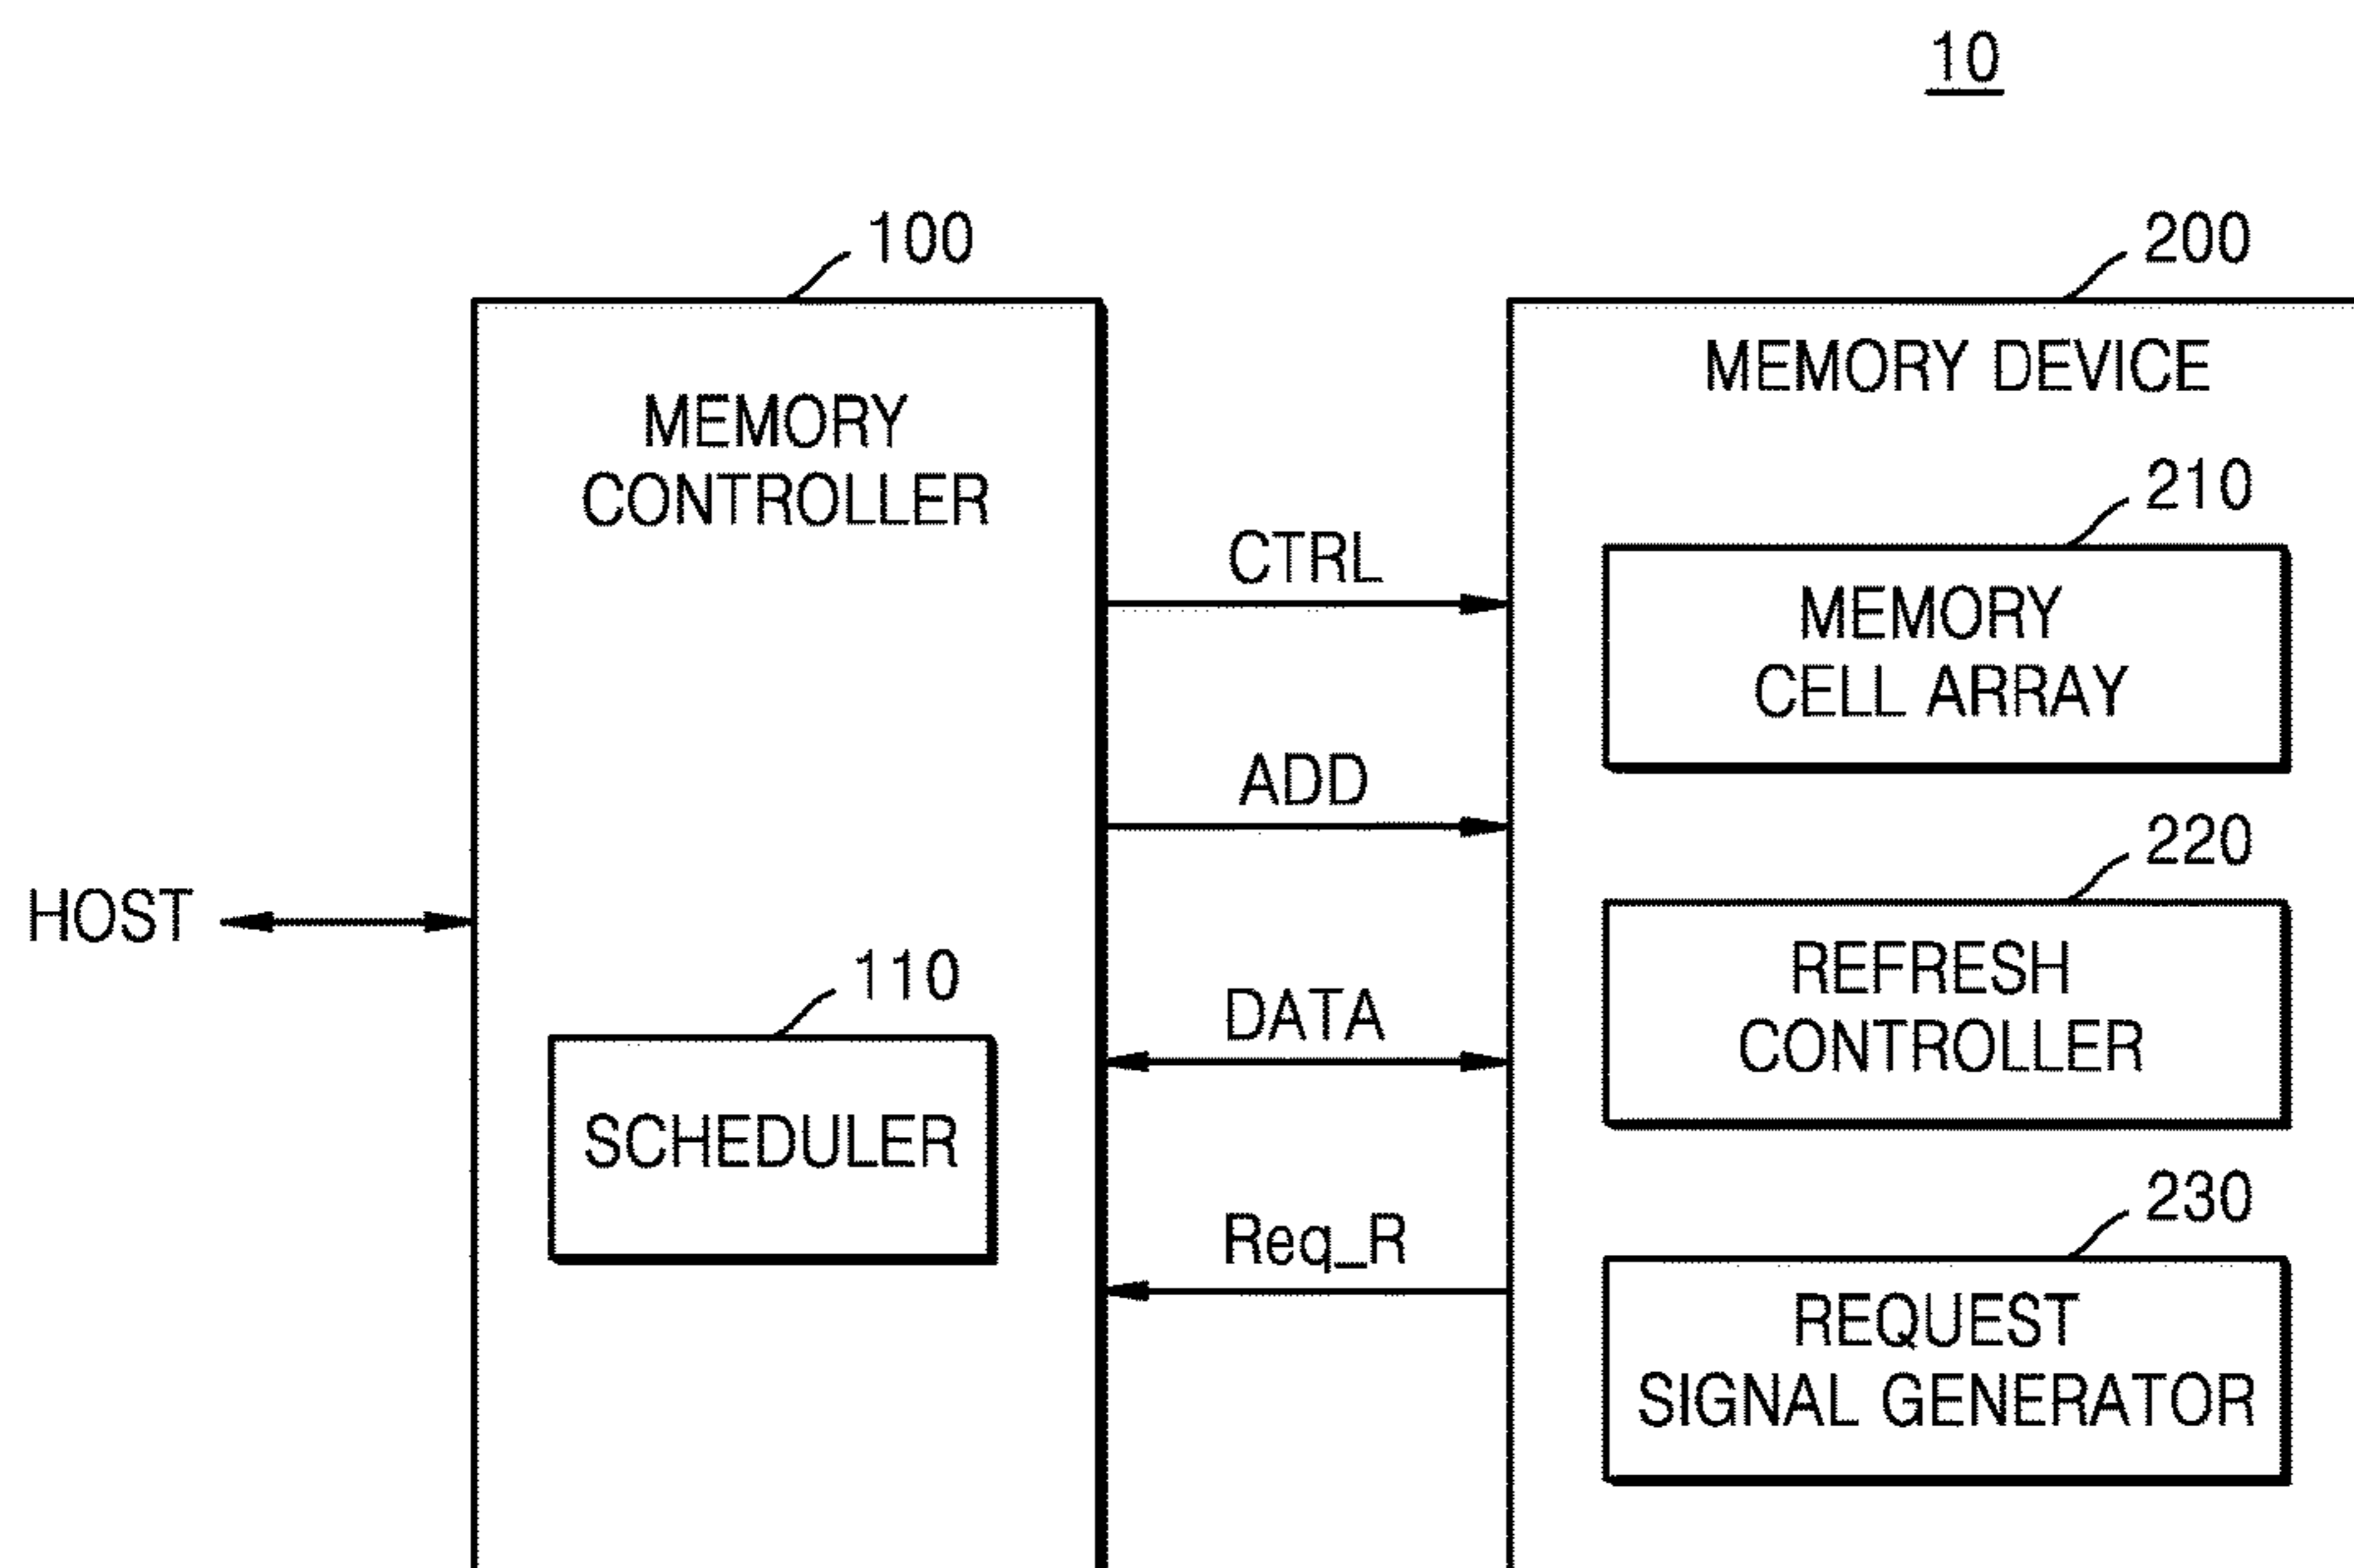 10
100
200
MEMORY
CONTROLLER
MEMORY DEVICE
CTRL
210
MEMORY
CELL ARRAY
ADD
220
HOST
REFRESH
CONTROLLER
110
DATA
SCHEDULER
Req_R
230
REQUEST
SIGNAL GENERATOR